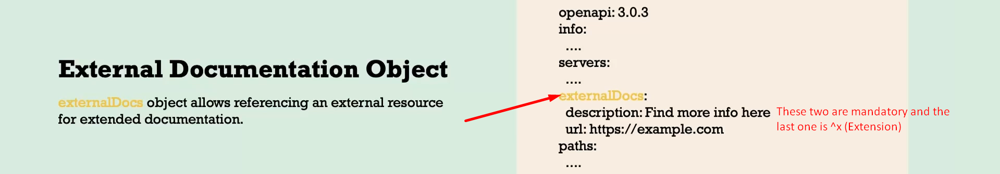 External Documentation Object
externalDocs object allows referencing an external resource
for extended documentation.
openapi: 3.0.3
info:
....
servers:
....
externalDocs:
description: Find more info here
url: https://example.com
paths:
....
These two are mandatory and the
last one is ^x (Extension)